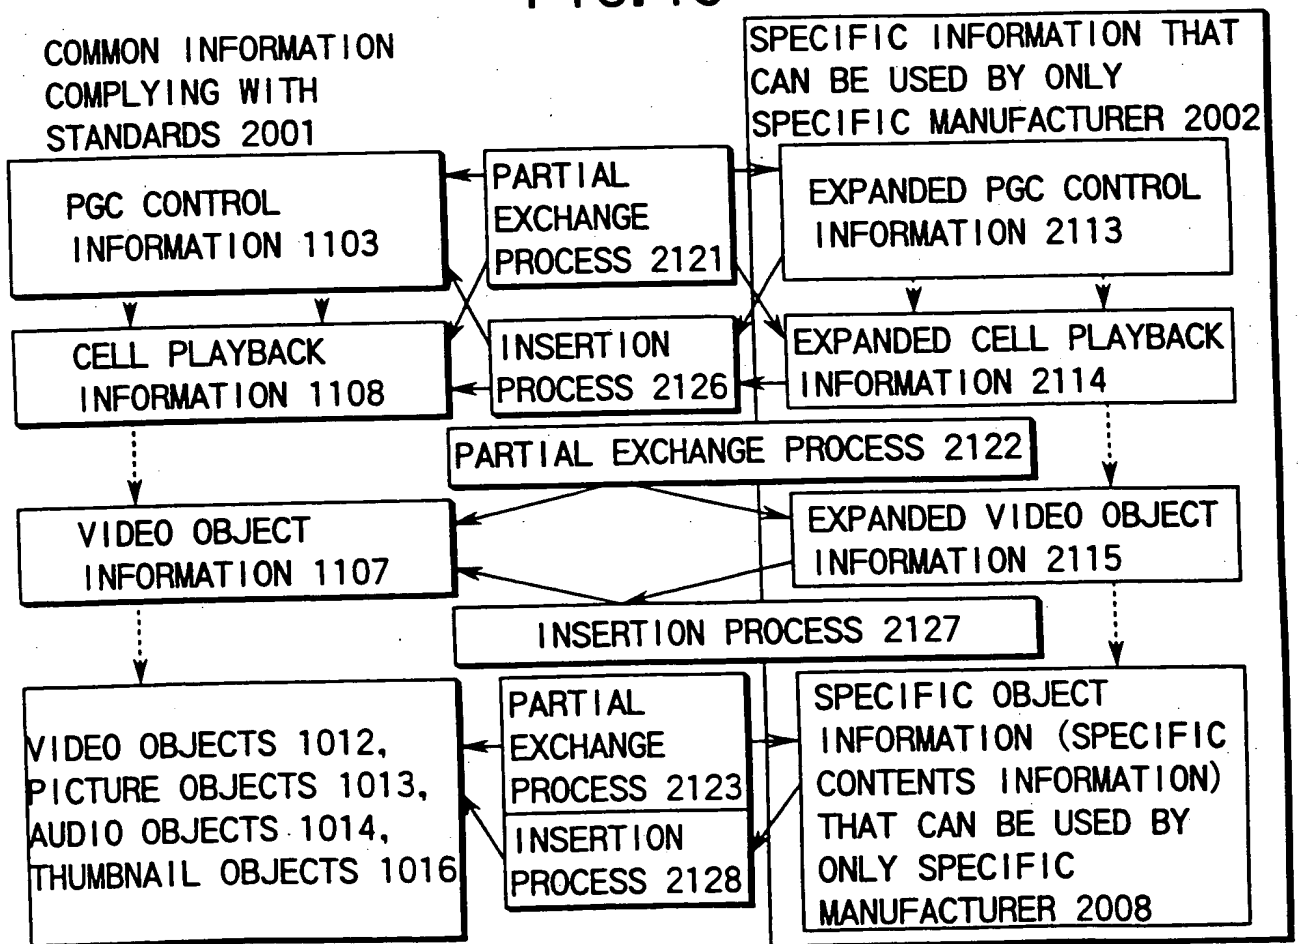 COMMON INFORMATION
COMPLYING WITH
STANDARDS 2001
SPECIFIC INFORMATION THAT
CAN BE USED BY ONLY
SPECIFIC MANUFACTURER 2002
PGC CONTROL
INFORMATION 1103
PARTIAL
EXCHANGE
PROCESS 2121
EXPANDED PGC CONTROL
INFORMATION 2113
CELL PLAYBACK
INFORMATION 1108
INSERTION
PROCESS 2126
EXPANDED CELL PLAYBACK
INFORMATION 2114
PARTIAL EXCHANGE PROCESS 2122
VIDEO OBJECT
INFORMATION 1107
EXPANDED VIDEO OBJECT
INFORMATION 2115
INSERTION PROCESS 2127
VIDEO OBJECTS 1012,
PICTURE OBJECTS 1013,
AUDIO OBJECTS 1014,
THUMBNAIL OBJECTS 1016
PARTIAL
EXCHANGE
PROCESS 2123
INSERTION
PROCESS 2128
SPECIFIC OBJECT
INFORMATION (SPECIFIC
CONTENTS INFORMATION)
THAT CAN BE USED BY
ONLY SPECIFIC
MANUFACTURER 2008